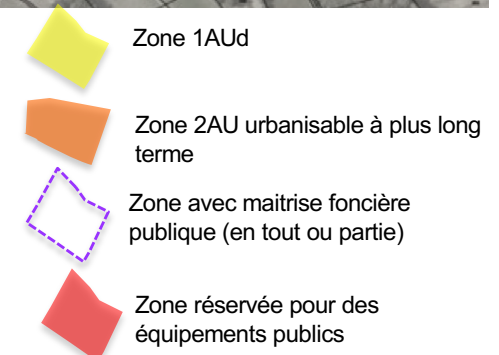 Zone 1AUd
Zone 2AU urbanisable à plus long
terme
Zone avec maitrise foncière
publique (en tout ou partie)
Zone réservée pour des
équipements publics